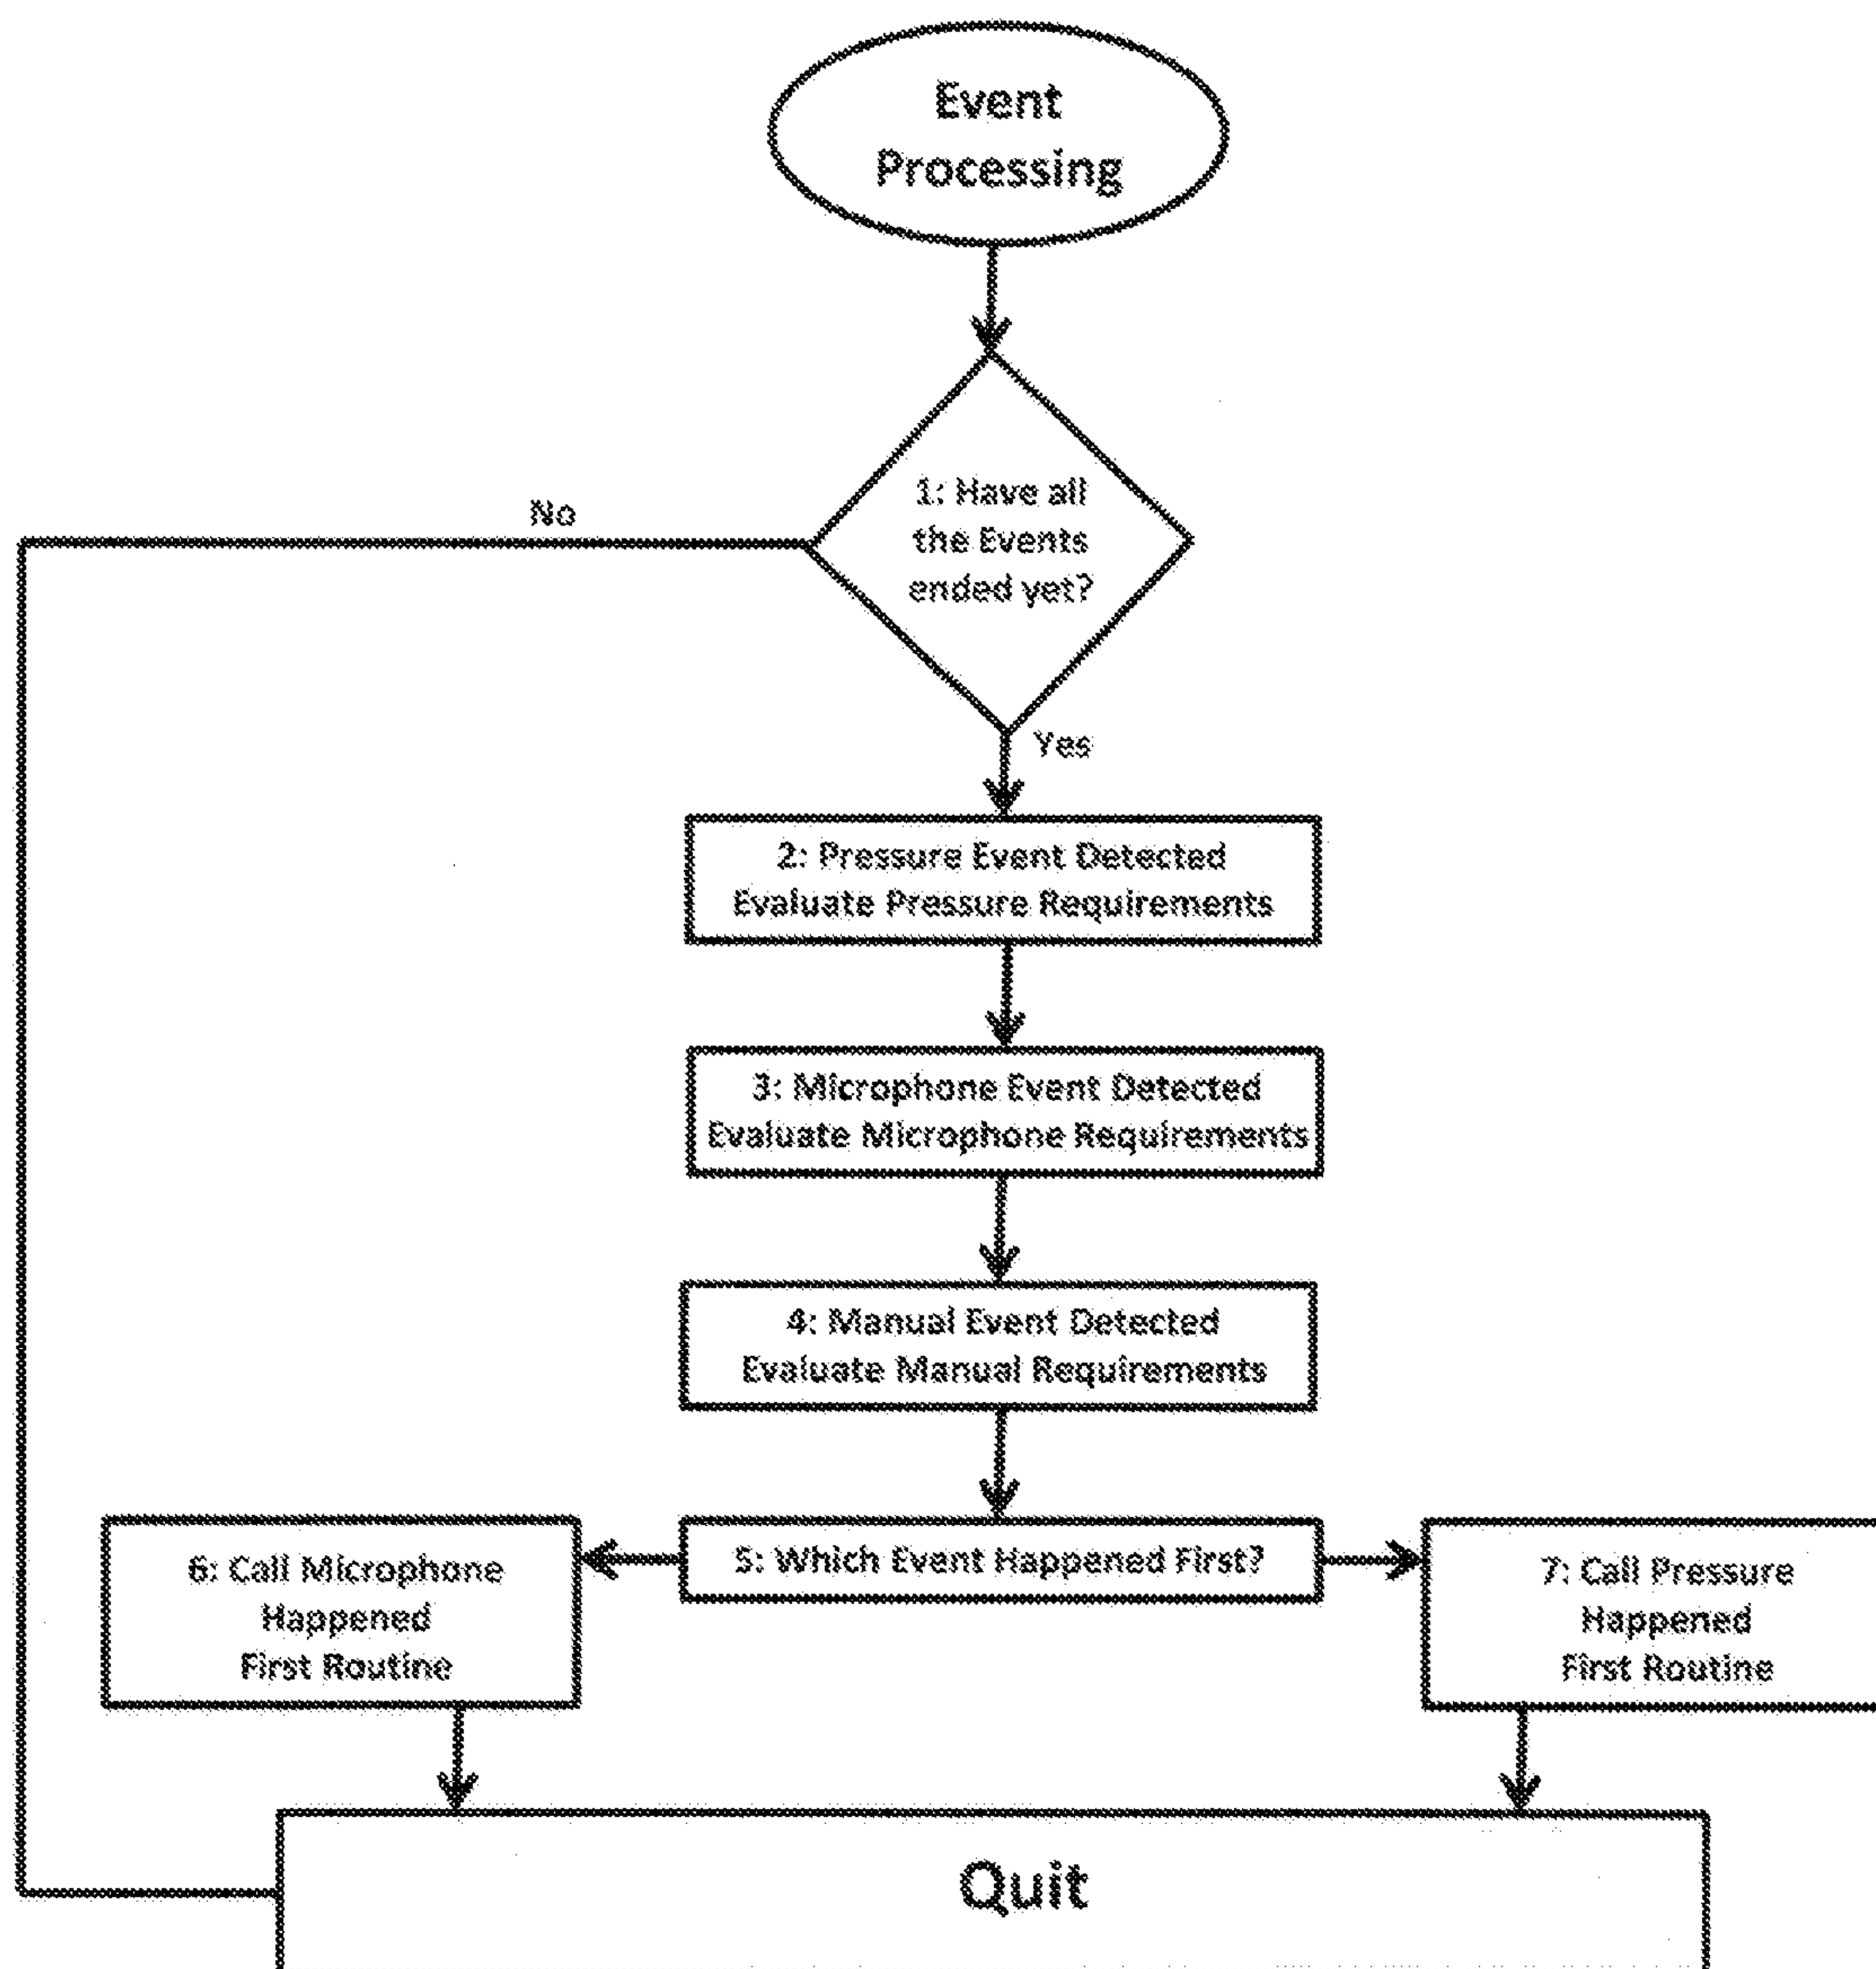 Event
Processing
1: Have all
the Events
ended yet?
No
Yes
2: Pressure Event Detected
Evaluate Pressure Requirements
3: Microphone Event Detected
Evaluate Microphone Requirements
4: Manual Event Detected
Evaluate Manual Requirements
5: Which Event Happened First?
6: Call Microphone
Happened
First Routine
7: Call Pressure
Happened
First Routine
Quit